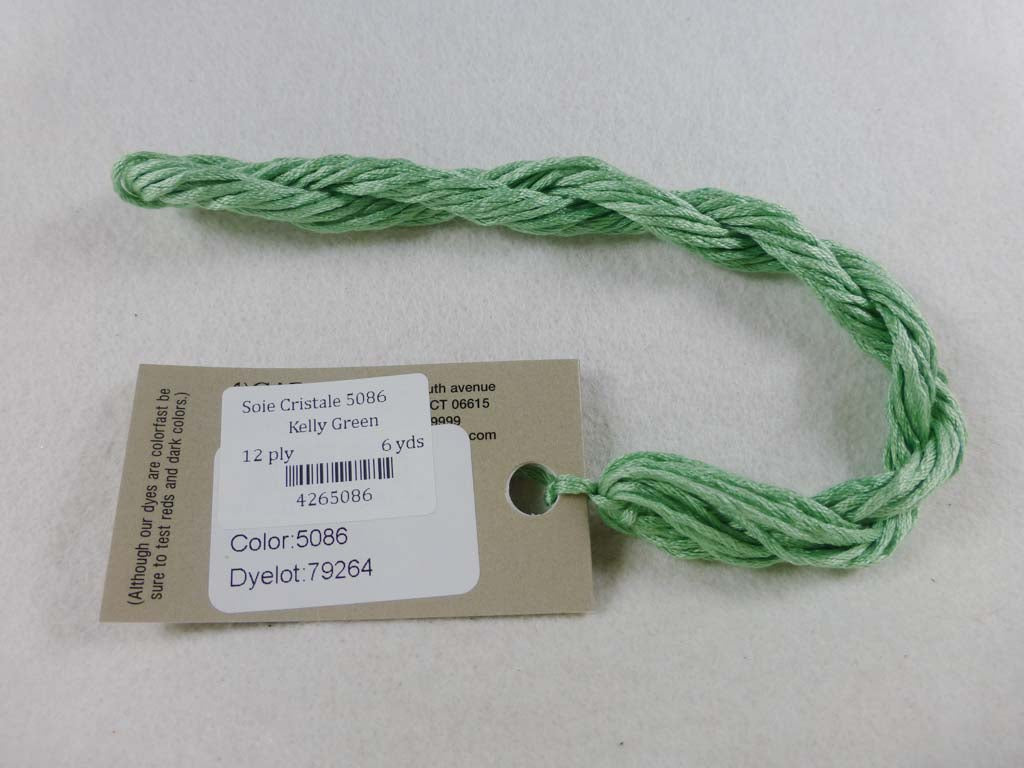 (Although our dyes are colorfast be
sure to test reds and dark colors.)
uth avenue
CT 06615
9999
com
Soie Cristale 5086
Kelly Green
12 ply 6 yds
4265086
Color:5086
Dyelot:79264